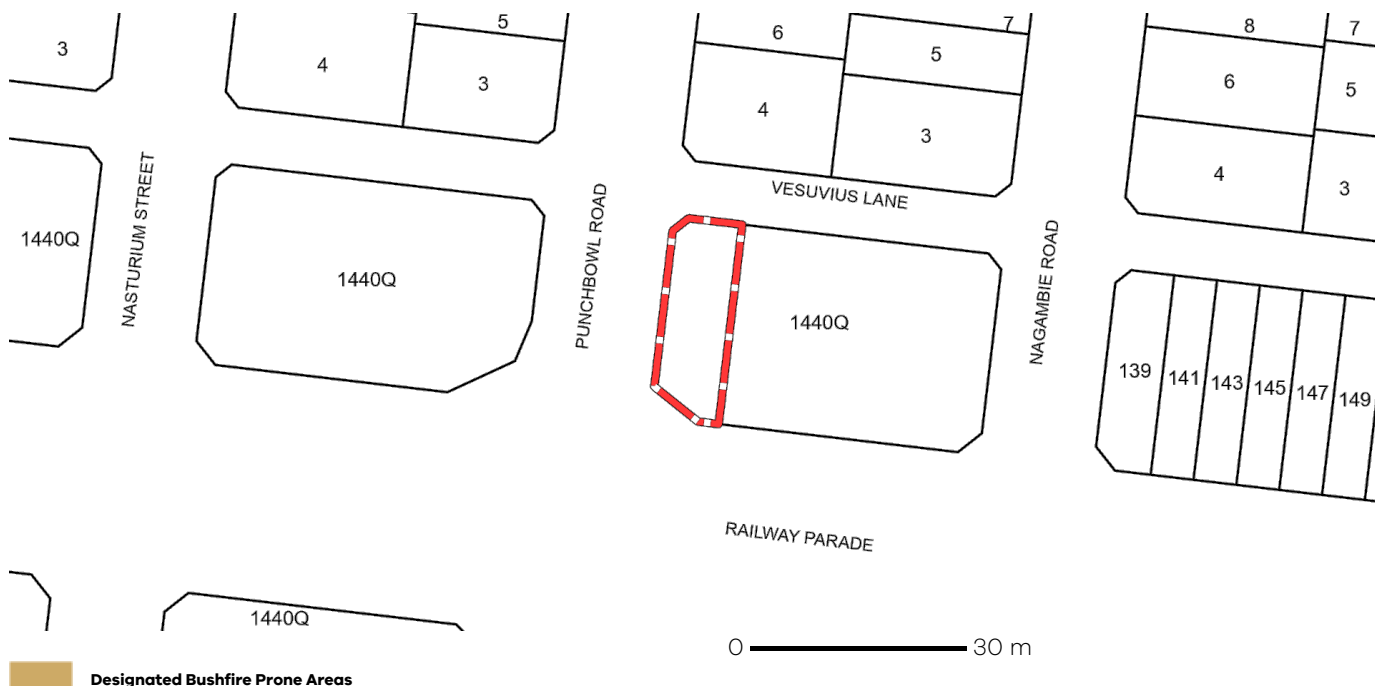 5
7
8
7
3
4
3
6
5
6
5
4
3
4
3
NASTURIUM STREET
PUNCHBOWL ROAD
VESUVIUS LANE
NAGAMBIE ROAD
1440Q
1440Q
1440Q
139
141
143
145
147
149
RAILWAY PARADE
1440Q
0 30 m
Designated Bushfire Prone Areas